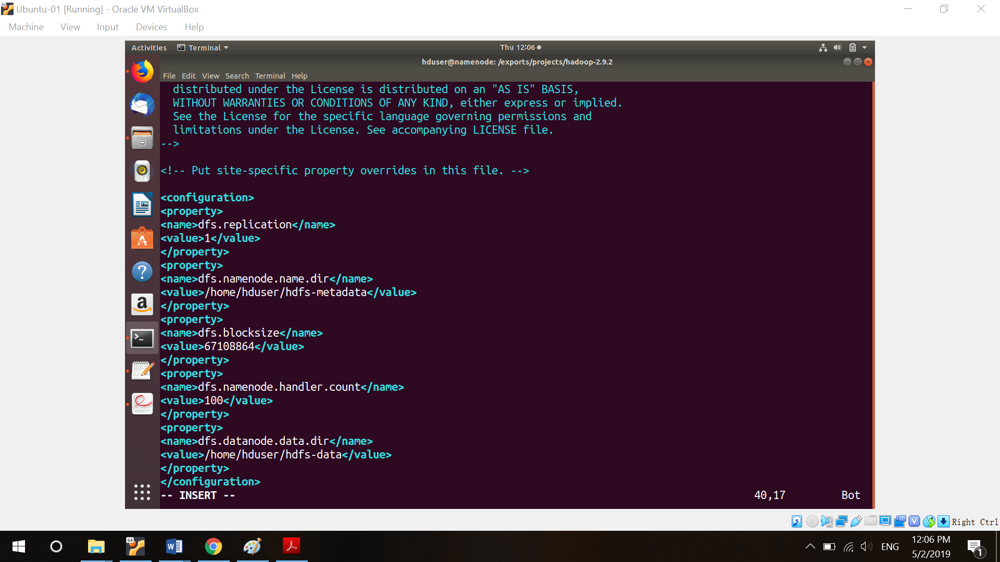 Ubuntu-01 [Running] - Oracle VM VirtualBox
Machine View Input Devices Help
Activities Terminal Thu 12:06
hduser@namenode: /exports/projects/hadoop-2.9.2
File Edit View Search Terminal Help
distributed under the License is distributed on an "AS IS" BASIS,
WITHOUT WARRANTIES OR CONDITIONS OF ANY KIND, either express or implied.
See the License for the specific language governing permissions and
limitations under the License. See accompanying LICENSE file.
-->
<!-- Put site-specific property overrides in this file. -->
<configuration>
<property>
<name>dfs.replication</name>
<value>1</value>
</property>
<property>
<name>dfs.namenode.name.dir</name>
<value>/home/hduser/hdfs-metadata</value>
</property>
<property>
<name>dfs.blocksize</name>
<value>67108864</value>
</property>
<property>
<name>dfs.namenode.handler.count</name>
<value>100</value>
</property>
<property>
<name>dfs.datanode.data.dir</name>
<value>/home/hduser/hdfs-data</value>
</property>
</configuration>
-- INSERT -- 40,17 Bot
Right Ctrl
64 W ENG 12:06 PM
5/2/2019 1